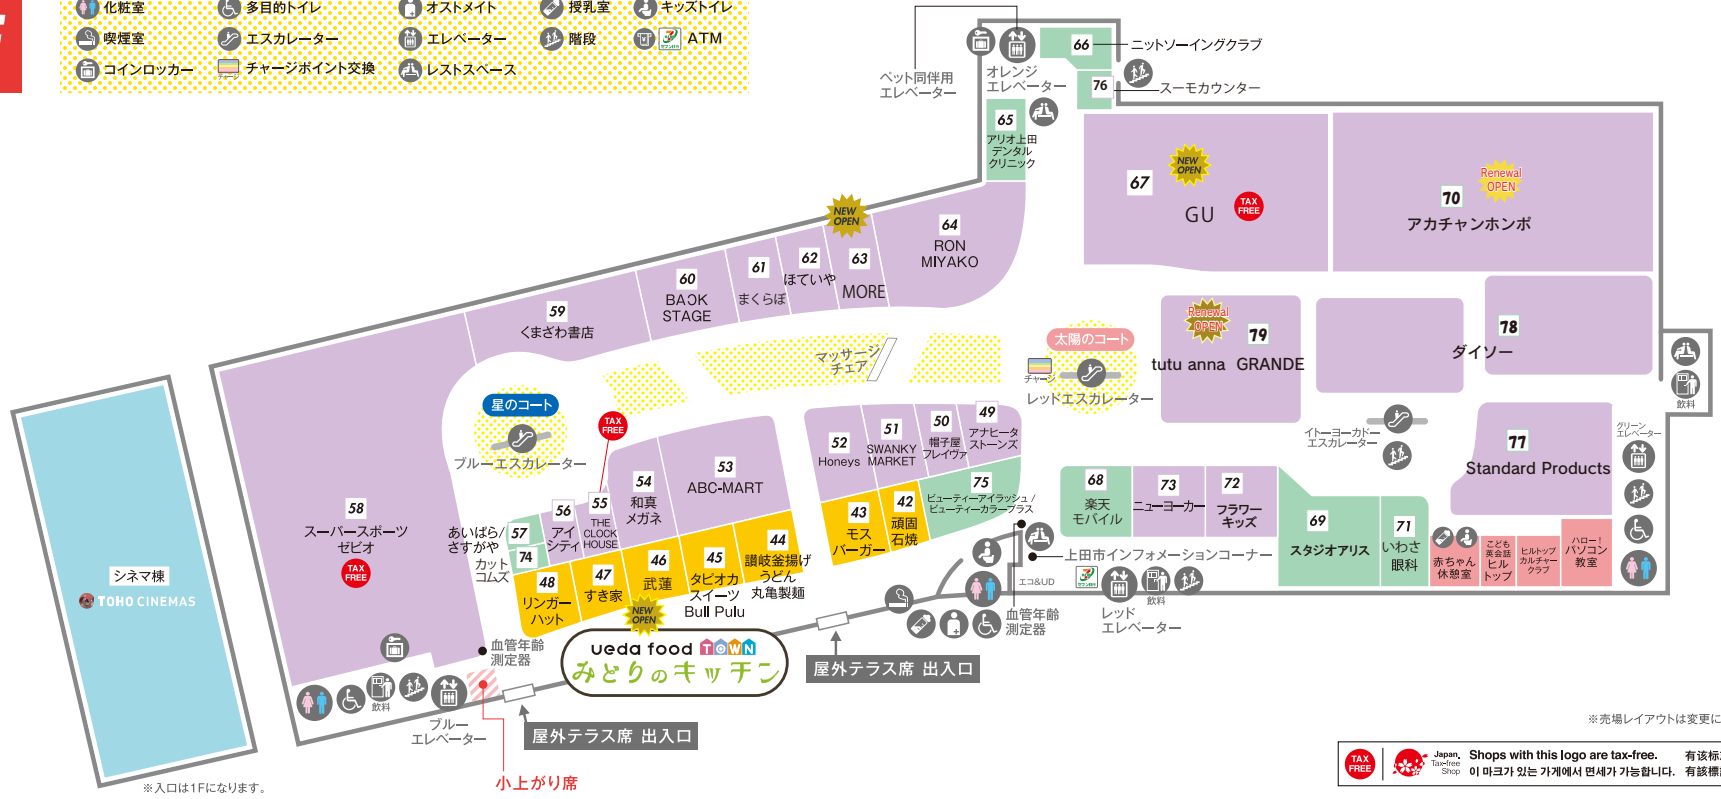 化粧室
多目的トイレ
オストメイト
授乳室
キッズトイレ
喫煙室
エスカレーター
エレベーター
階段
ATM
コインロッカー
チャージポイント交換
レストスペース
ペット同伴用
エレベーター
オレンジ
エレベーター
66
ニットソーイングクラブ
76
スーモカウンター
65
アリオ上田
デンタル
クリニック
67
NEW
OPEN
GU
TAX
FREE
70
Renewal
OPEN
アカチャンホンポ
NEW
OPEN
64
RON
MIYAKO
63
MORE
62
ほていや
61
まくらぼ
60
BACK
STAGE
59
くまざわ書店
マッサージ
チェア
太陽のコート
チャージ
レッドエスカレーター
Renewal
OPEN
79
tutu anna GRANDE
78
ダイソー
飲料
星のコート
ブルーエスカレーター
TAX
FREE
イトーヨーカドー
エスカレーター
グリーン
エレベーター
77
Standard Products
58
スーパースポーツ
ゼビオ
TAX
FREE
シネマ棟
TOHO CINEMAS
57
あいばら/
さすがや
74
カット
コムズ
56
アイ
シティ
55
THE
CLOCK
HOUSE
54
和真
メガネ
53
ABC-MART
52
Honeys
51
SWANKY
MARKET
50
帽子屋
フレイヴァ
49
アナヒータ
ストーンズ
75
ビューティーアイラッシュ /
ビューティーカラープラス
48
リンガー
ハット
47
すき家
46
武蓮
NEW
OPEN
45
タピオカ
スイーツ
Bull Pulu
44
讃岐釜揚げ
うどん
丸亀製麺
43
モス
バーガー
42
頑固
石焼
68
楽天
モバイル
73
ニューヨーカー
72
フラワー
キッズ
69
スタジオアリス
71
いわさ
眼科
赤ちゃん
休憩室
こども
英会話
ヒル
トップ
ヒルトップ
カルチャー
クラブ
ハロー!
パソコン
教室
上田市インフォメーションコーナー
エコ&UD
飲料
レッド
エレベーター
血管年齢
測定器
血管年齢
測定器
ueda food TOWN
みどりのキッチン
屋外テラス席 出入口
屋外テラス席 出入口
飲料
ブルー
エレベーター
小上がり席
※入口は1Fになります。
※売場レイアウトは変更に
TAX
FREE
Japan.
Tax-free
Shop
Shops with this logo are tax-free.
有该标
이 마크가 있는 가게에서 면세가 가능합니다.
有該標